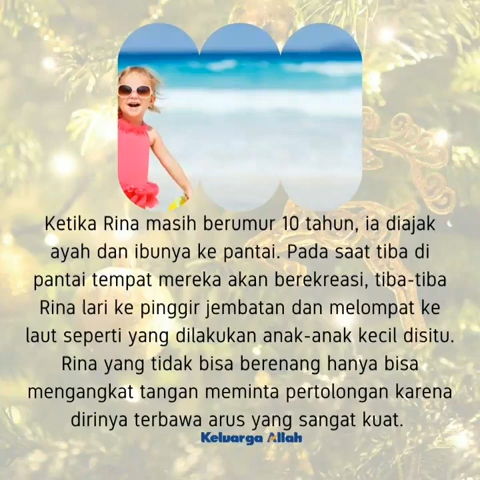 Ketika Rina masih berumur 10 tahun, ia diajak
ayah dan ibunya ke pantai. Pada saat tiba di
pantai tempat mereka akan berekreasi, tiba-tiba
Rina lari ke pinggir jembatan dan melompat ke
laut seperti yang dilakukan anak-anak kecil disitu.
Rina yang tidak bisa berenang hanya bisa
mengangkat tangan meminta pertolongan karena
dirinya terbawa arus yang sangat kuat.
Keluarga Allah